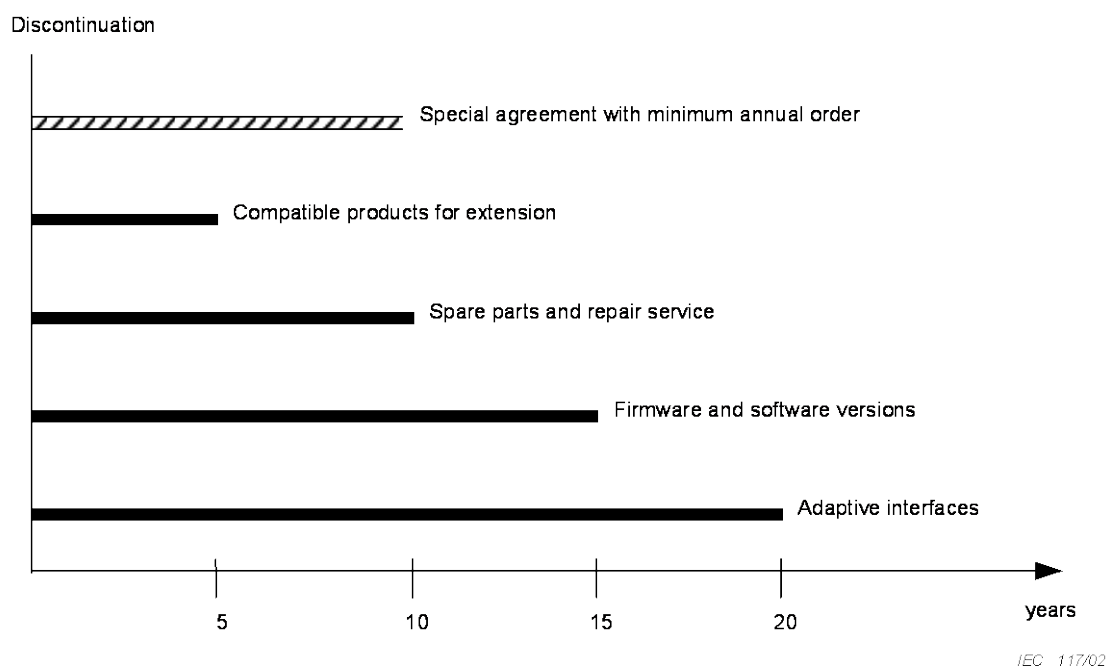 Discontinuation
Special agreement with minimum annual order
Compatible products for extension
Spare parts and repair service
Firmware and software versions
Adaptive interfaces
5
10
15
20
years
IEC 117/02